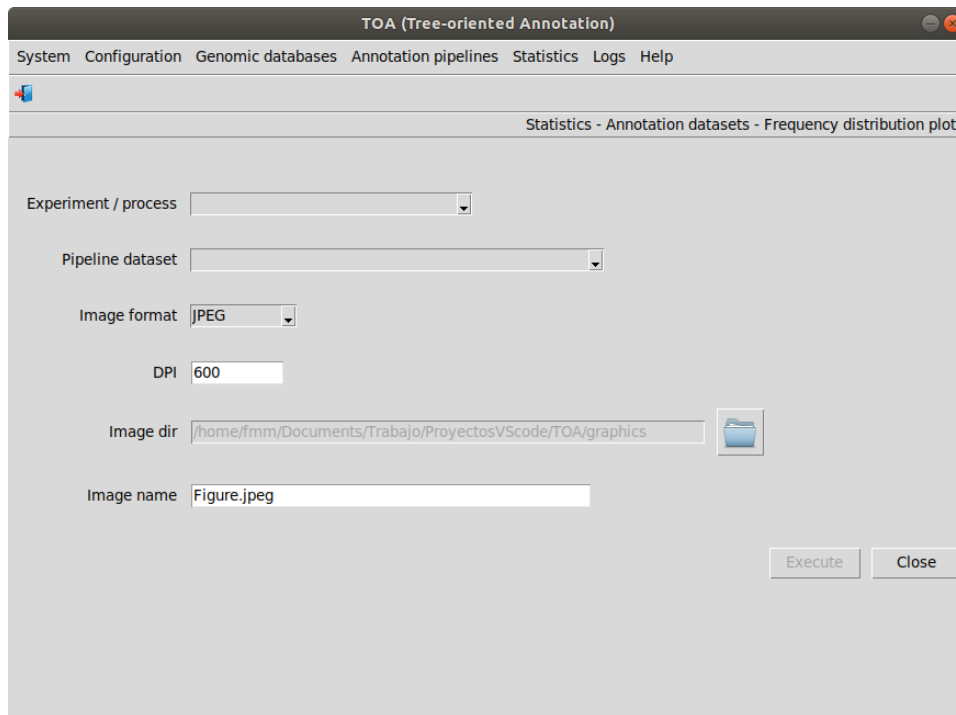 TOA (Tree-oriented Annotation)
System Configuration Genomic databases Annotation pipelines Statistics Logs Help
Statistics - Annotation datasets - Frequency distribution plot
Experiment / process
Pipeline dataset
Image format JPEG
DPI 600
Image dir /home/fmm/Documents/Trabajo/ProyectosVScode/TOA/graphics
Image name Figure.jpeg
Execute Close